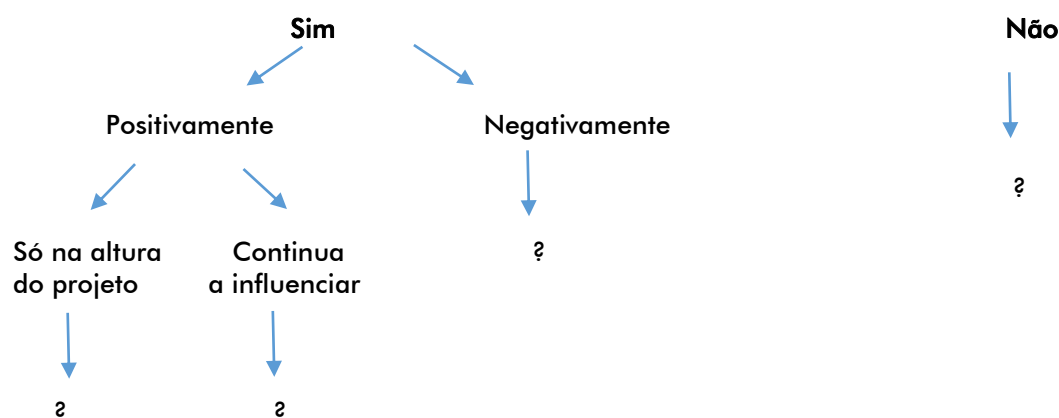 Sim
Não
Positivamente
Negativamente
?
Só na altura
do projeto
Continua
a influenciar
?
?
?